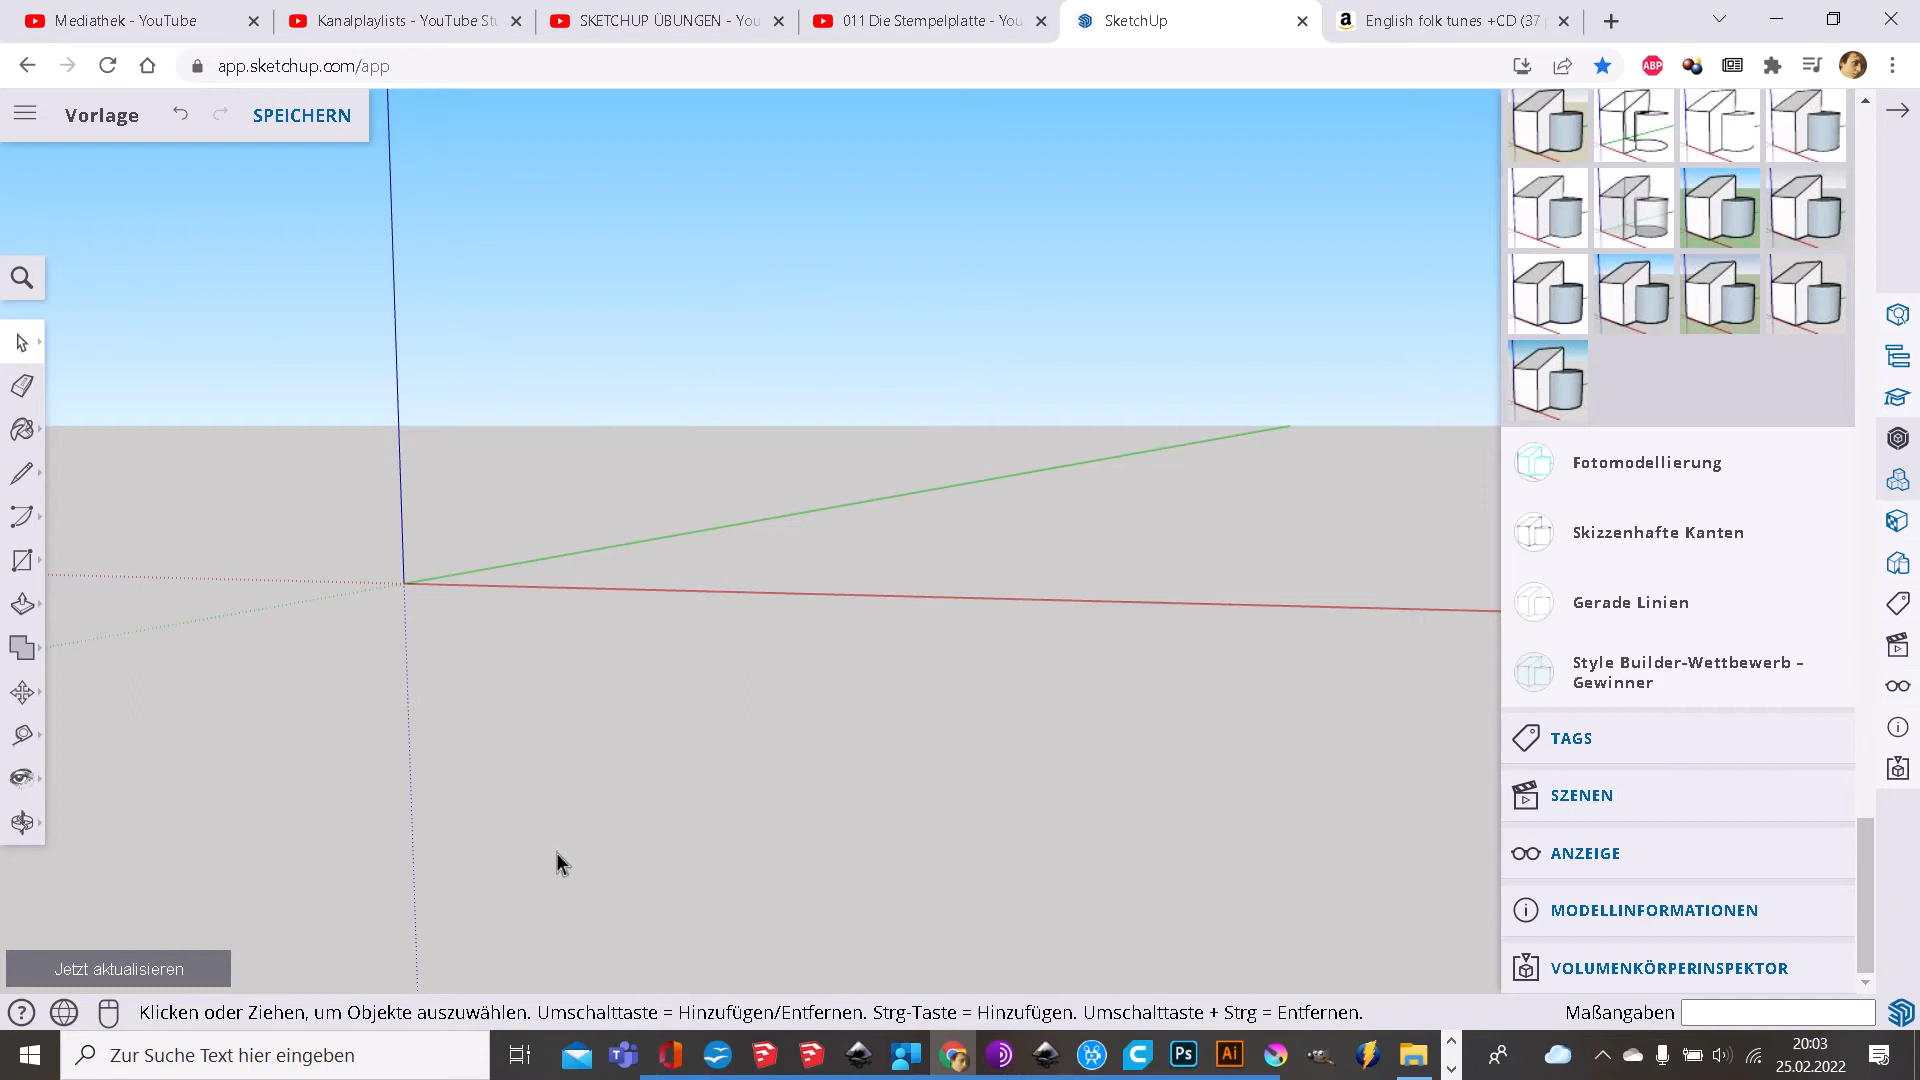 Mediathek - YouTube
Kanalplaylists - YouTube Stu
SKETCHUP ÜBUNGEN - You
011 Die Stempelplatte - You
SketchUp
English folk tunes +CD (37
app.sketchup.com/app
ABP
Vorlage
SPEICHERN
Fotomodellierung
Skizzenhafte Kanten
Gerade Linien
Style Builder-Wettbewerb –
Gewinner
TAGS
SZENEN
ANZEIGE
MODELLINFORMATIONEN
VOLUMENKÖRPERINSPEKTOR
Jetzt aktualisieren
Klicken oder Ziehen, um Objekte auszuwählen. Umschalttaste = Hinzufügen/Entfernen. Strg-Taste = Hinzufügen. Umschalttaste + Strg = Entfernen.
Maßangaben
Zur Suche Text hier eingeben
Ps
Ai
20:03
25.02.2022